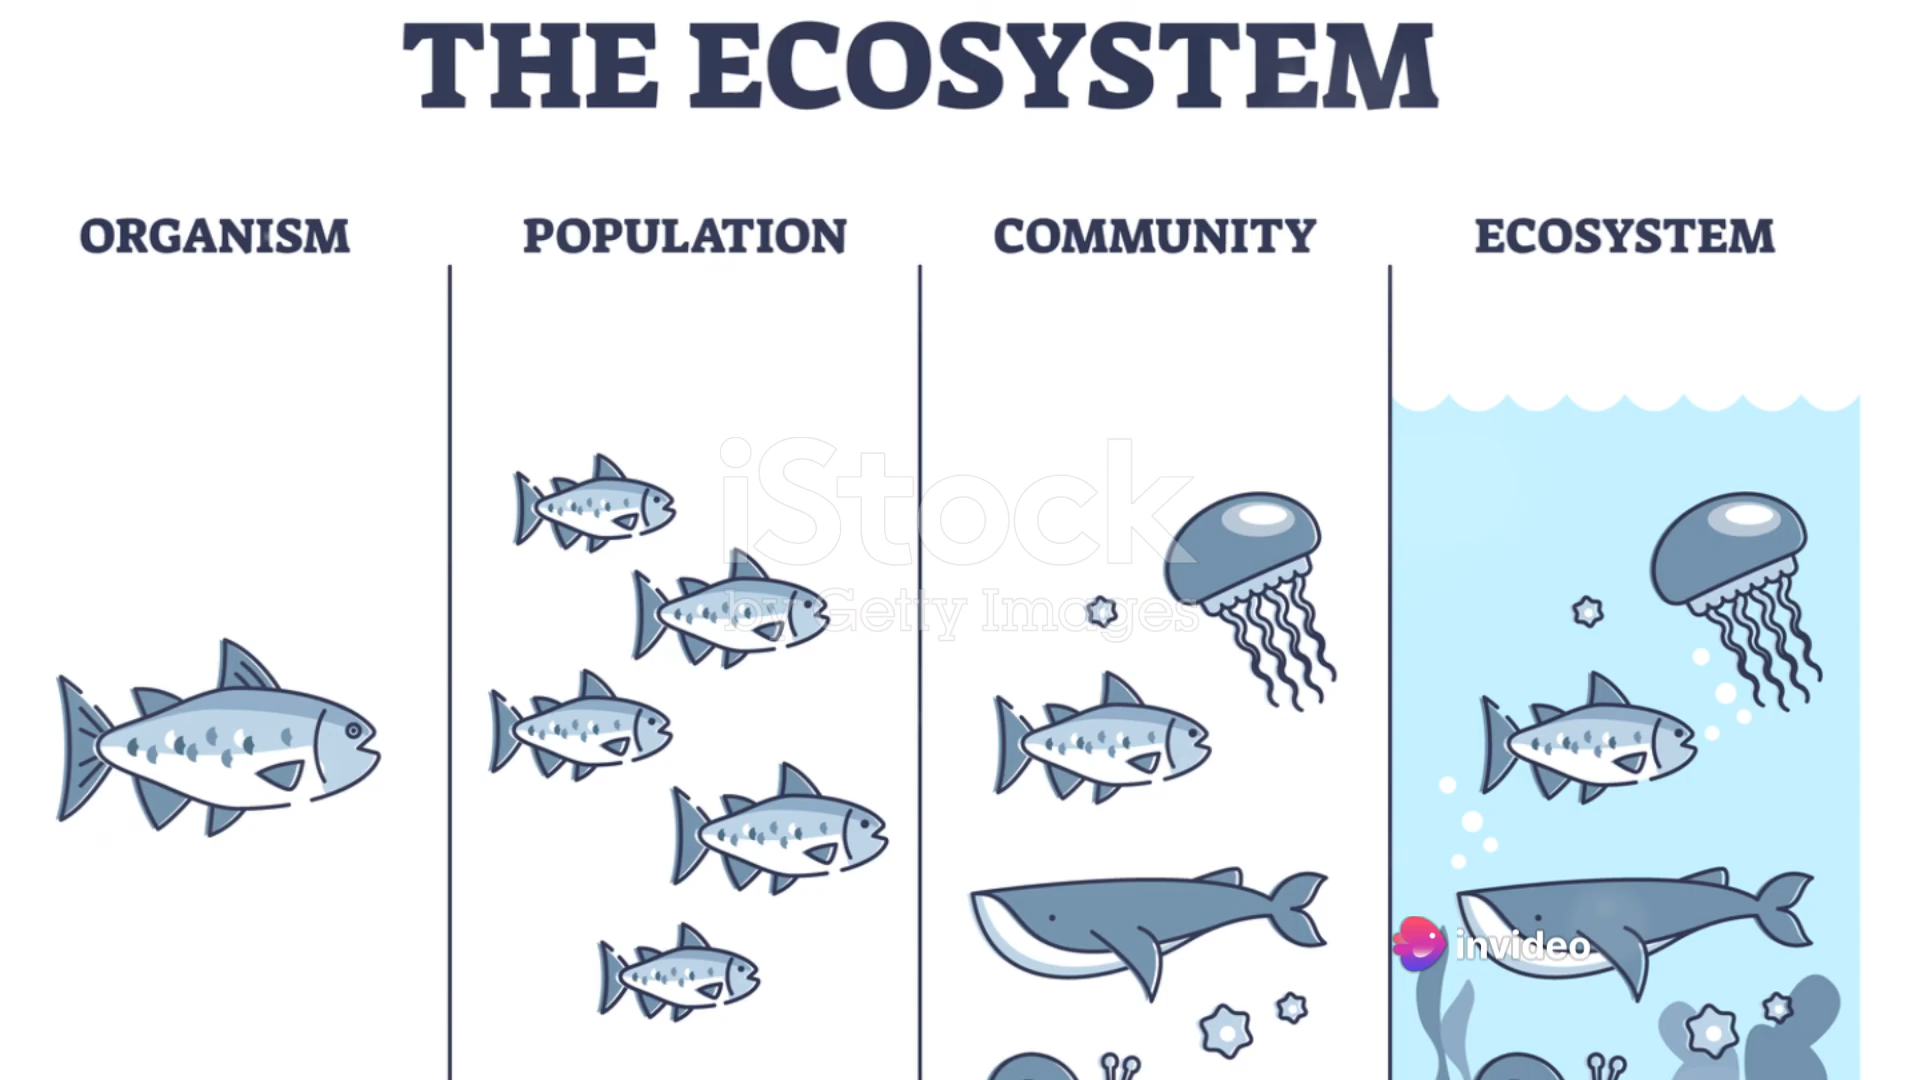 THE ECOSYSTEM
ORGANISM
POPULATION
COMMUNITY
ECOSYSTEM
iStock
by Getty Images
invideo